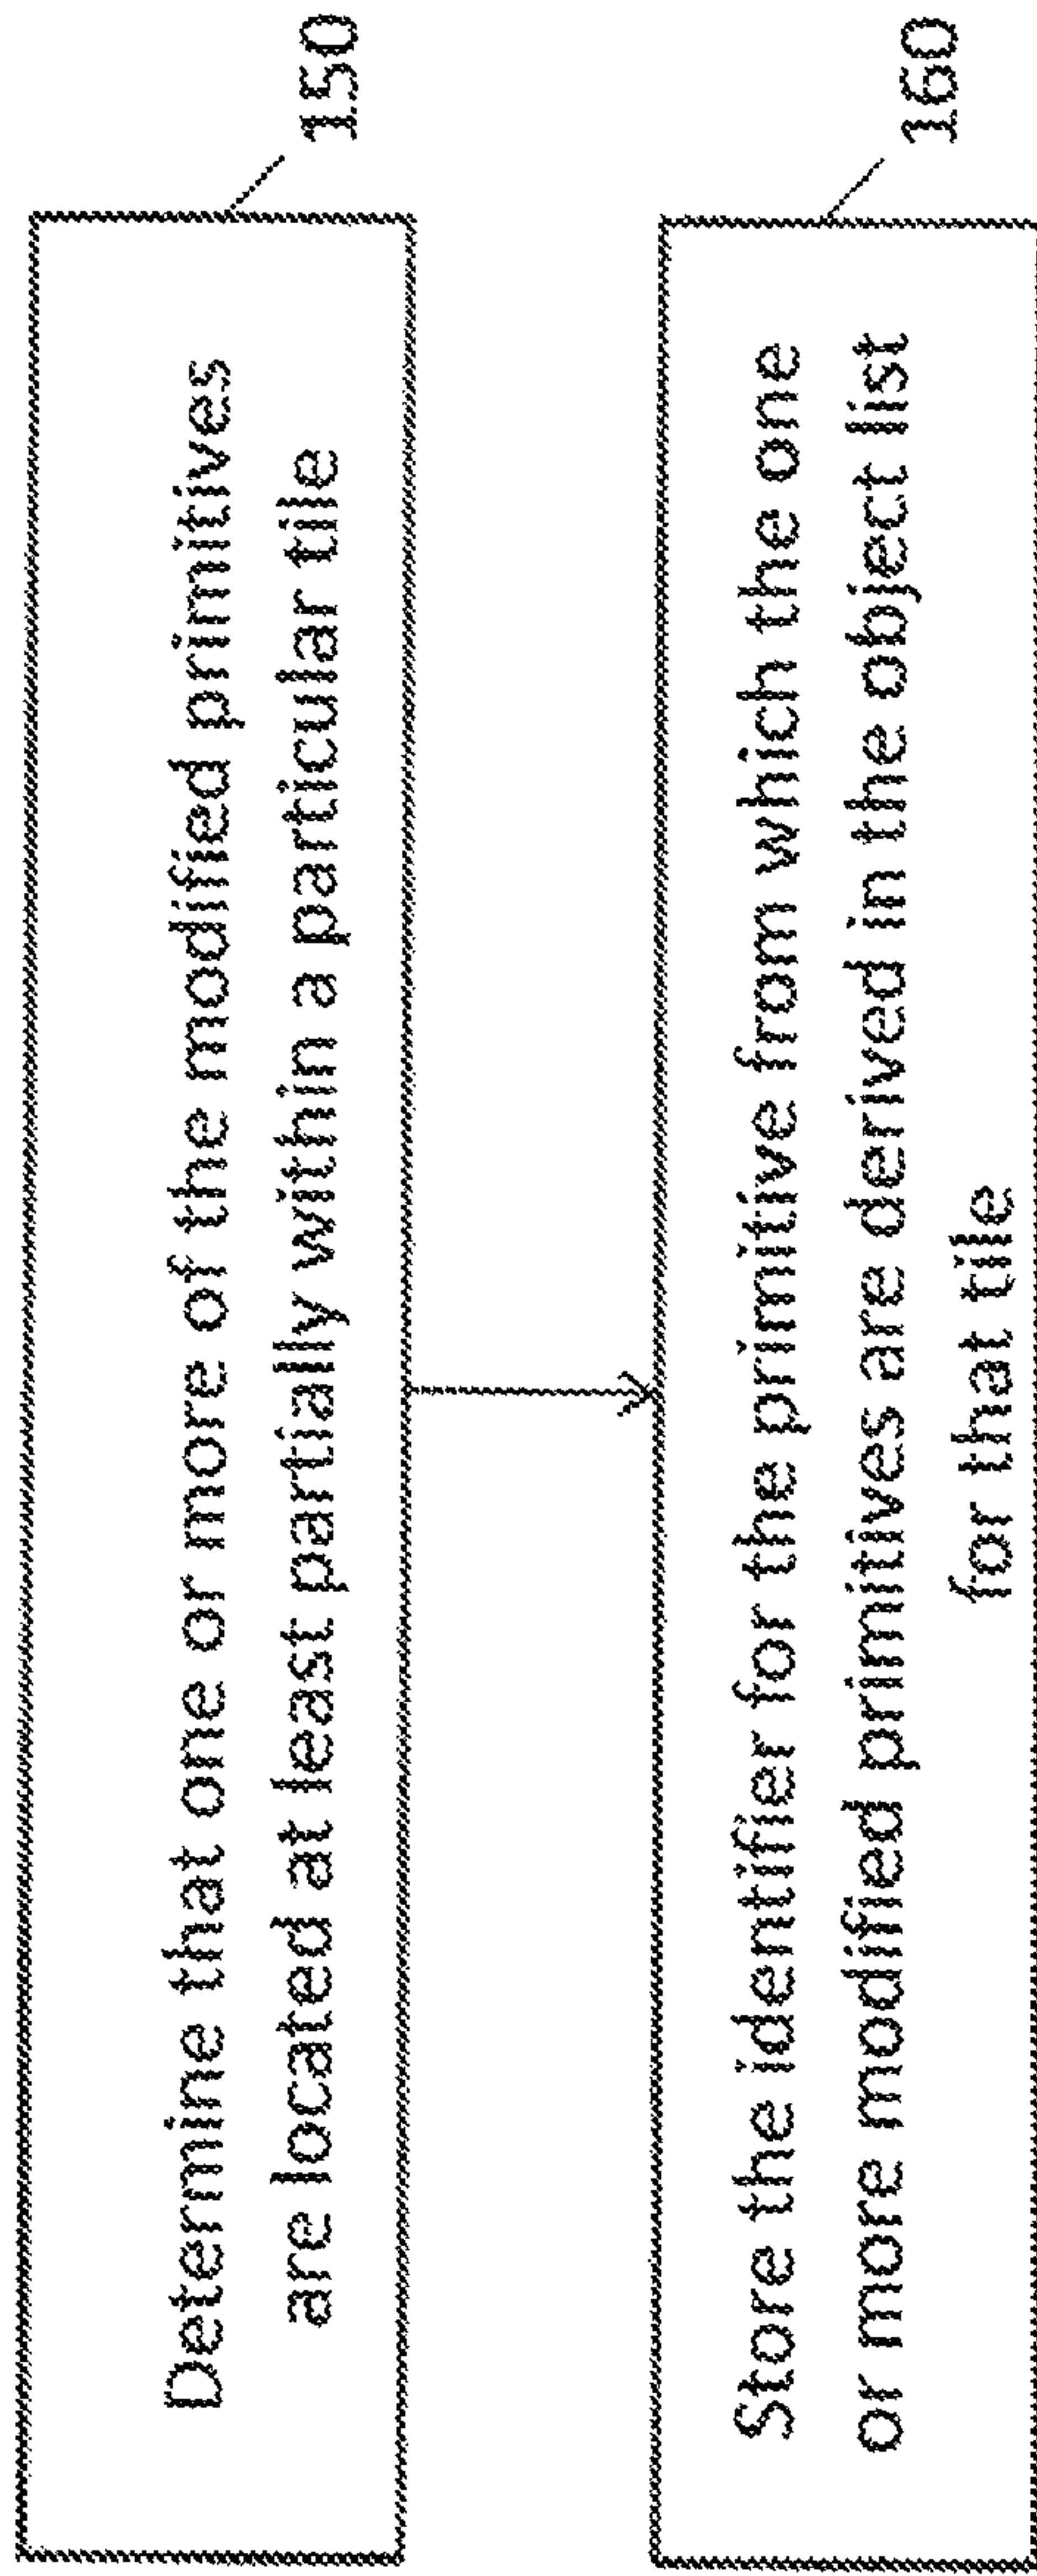 Determine that one or more of the modified primitives
are located at least partially within a particular tile
150
Store the identifier for the primitive from which the one
or more modified primitives are derived in the object list
for that tile
160